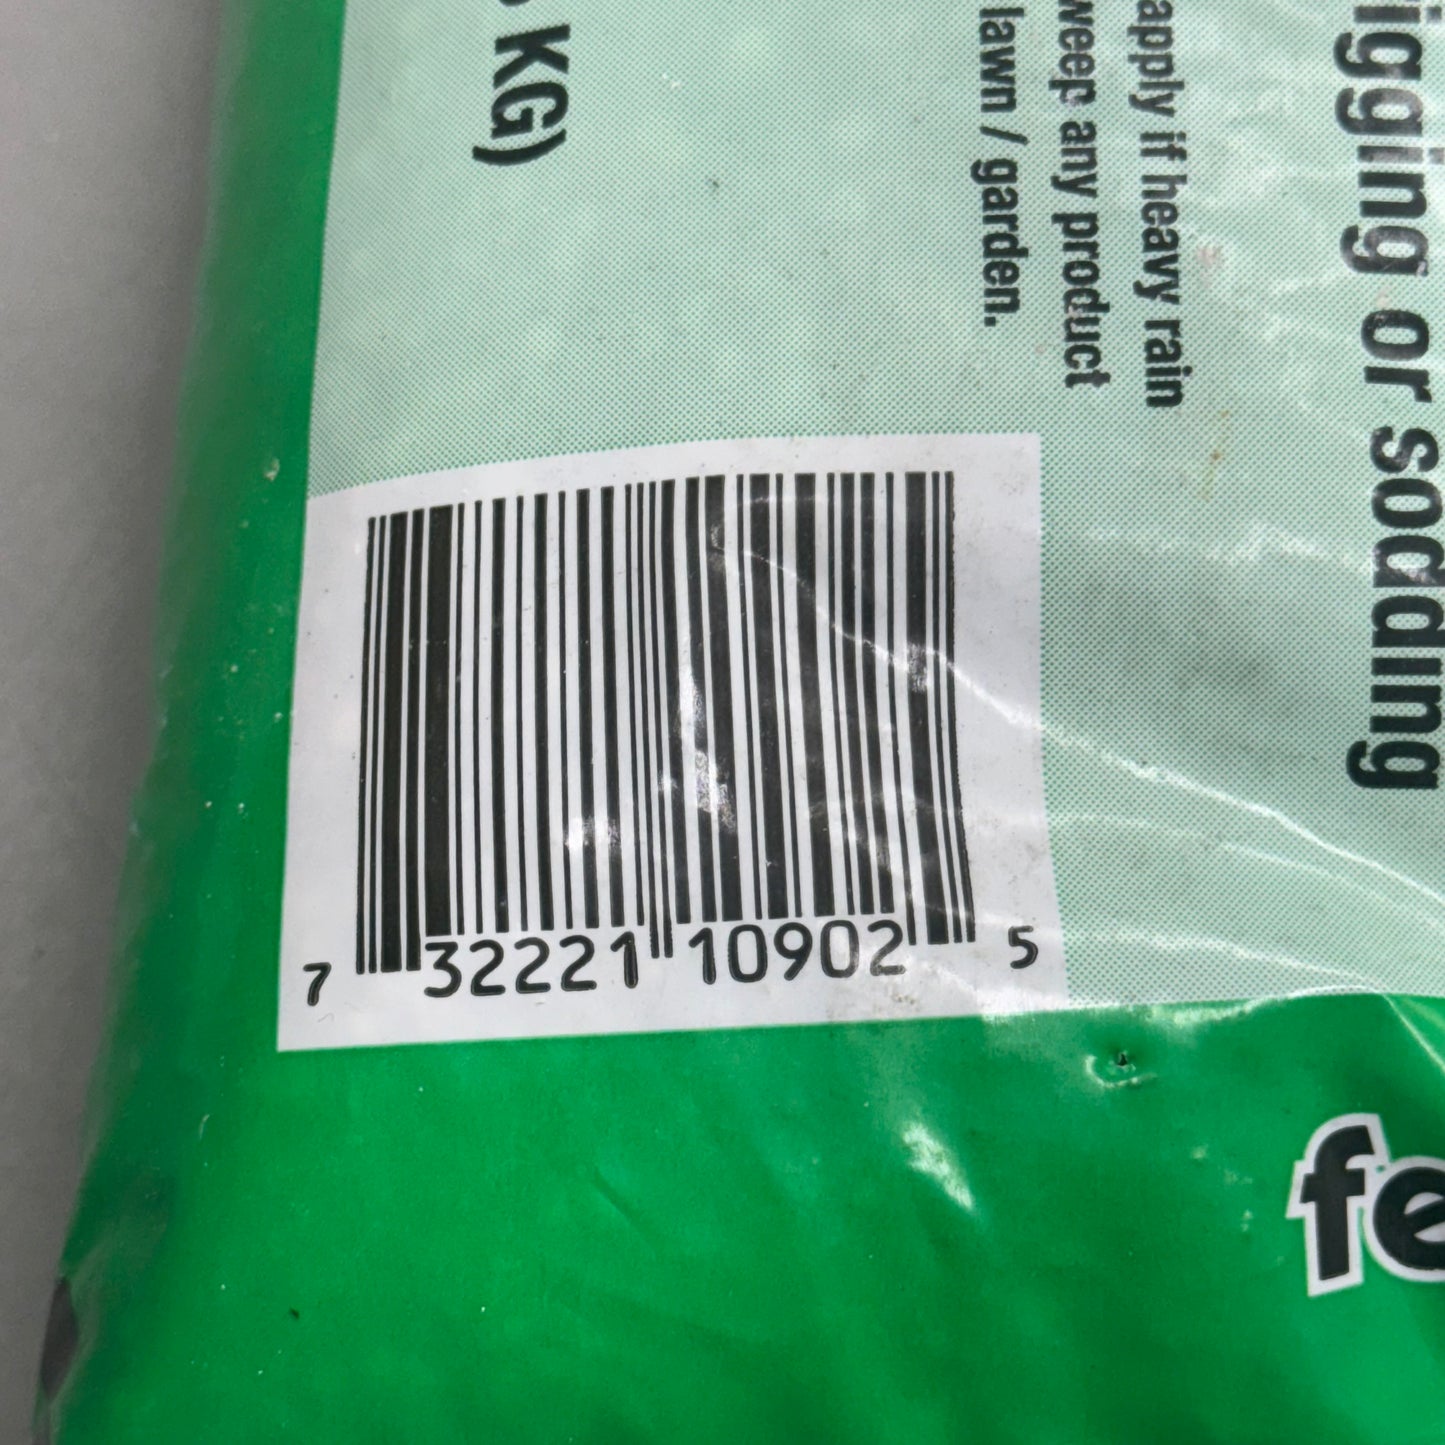 KG)
apply if heavy rain
weep any product
lawn / garden.
igging or sodding
7 32221 10902 5
fe